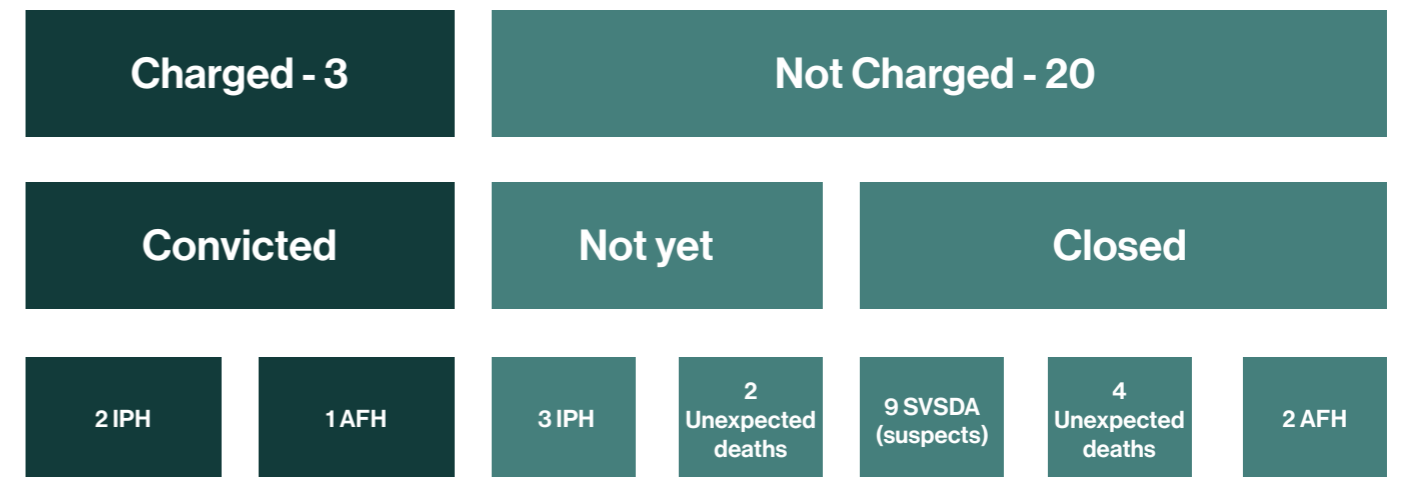 Charged - 3
Not Charged - 20
Convicted
Not yet
Closed
2 IPH
1 AFH
3 IPH
2
Unexpected
deaths
9 SVSDA
(suspects)
4
Unexpected
deaths
2 AFH